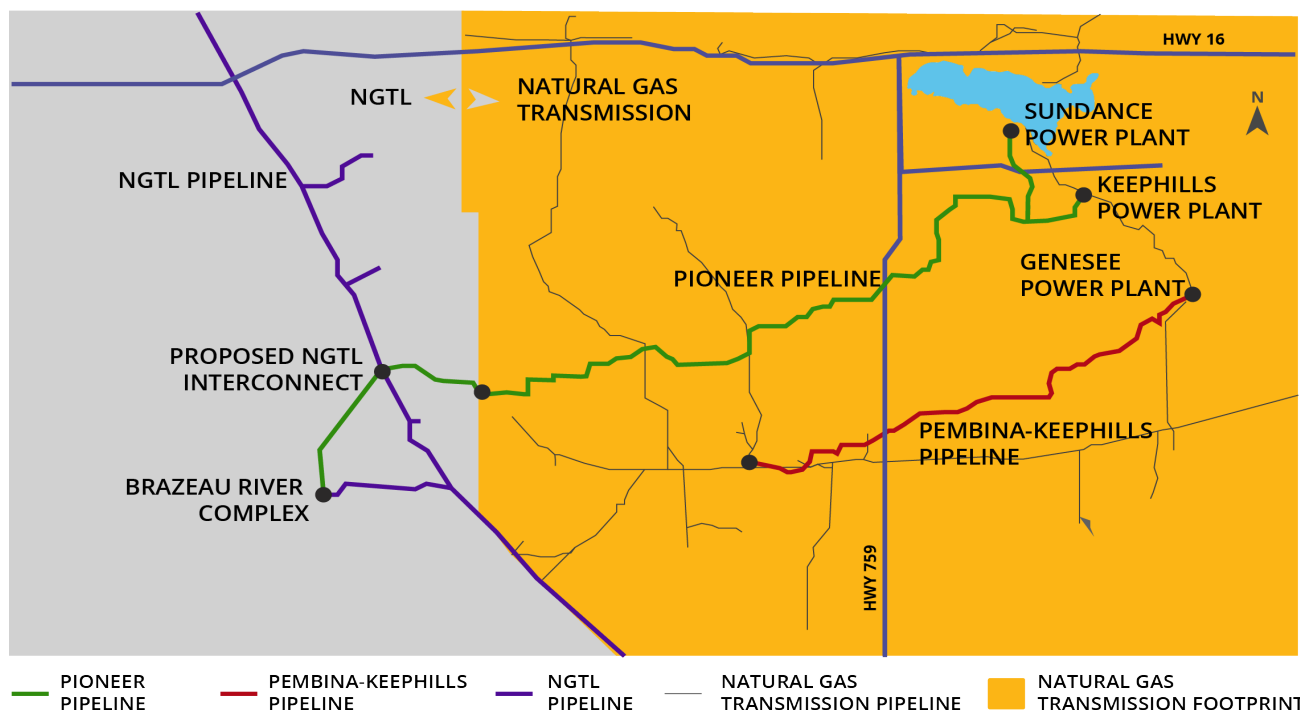 HWY 16
NGTL
NATURAL GAS
TRANSMISSION
N
SUNDANCE
POWER PLANT
NGTL PIPELINE
KEEPHILLS
POWER PLANT
PIONEER PIPELINE
GENESEE
POWER PLANT
PROPOSED NGTL
INTERCONNECT
PEMBINA-KEEPHILLS
PIPELINE
BRAZEAU RIVER
COMPLEX
HWY 759
PIONEER
PIPELINE
PEMBINA-KEEPHILLS
PIPELINE
NGTL
PIPELINE
NATURAL GAS
TRANSMISSION PIPELINE
NATURAL GAS
TRANSMISSION FOOTPRINT